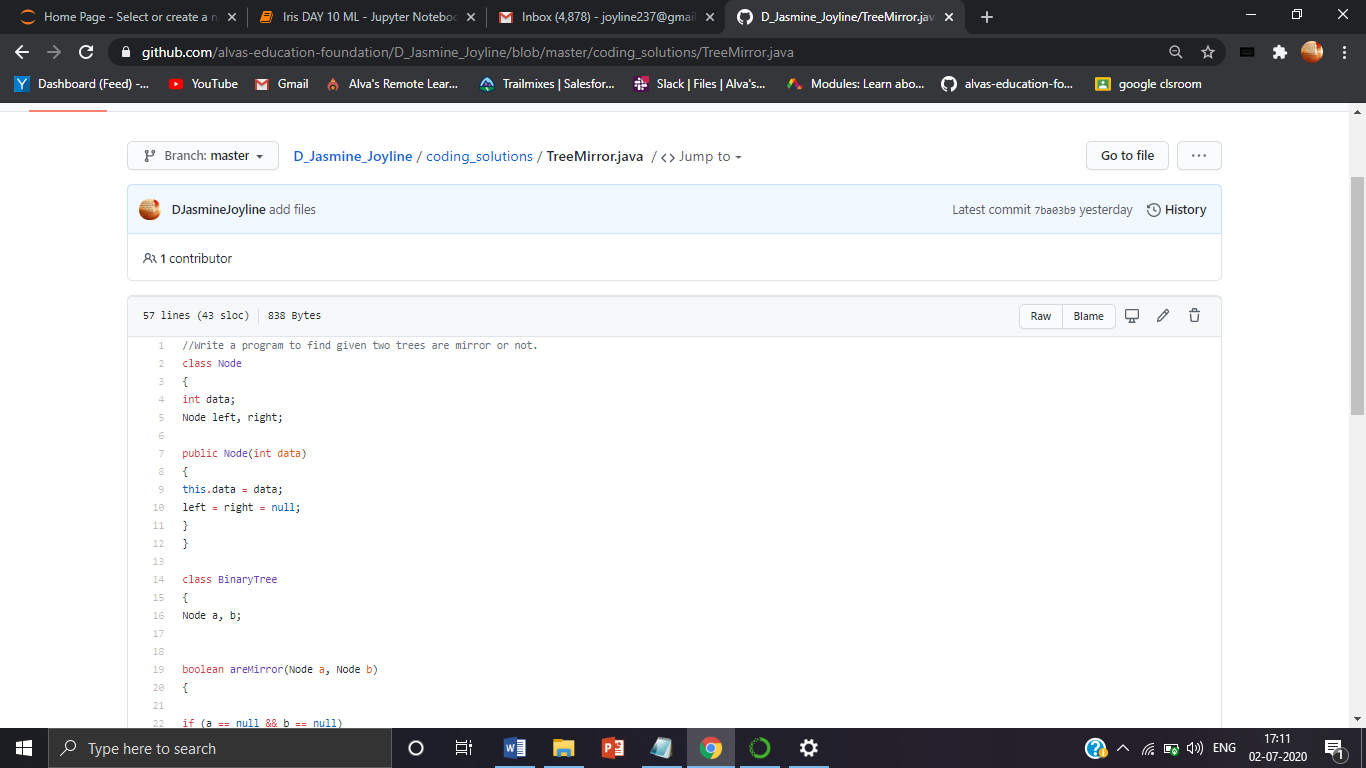 Home Page - Select or create a n
Iris DAY 10 ML - Jupyter Notebo
Inbox (4,878) - joyline237@gmail
D_Jasmine_Joyline/TreeMirror.jav
github.com/alvas-education-foundation/D_Jasmine_Joyline/blob/master/coding_solutions/TreeMirror.java
Dashboard (Feed) -...
YouTube
Gmail
Alva's Remote Lear...
Trailmixes | Salesfor...
Slack | Files | Alva's...
Modules: Learn abo...
alvas-education-fo...
google clsroom
Branch: master
D_Jasmine_Joyline / coding_solutions / TreeMirror.java / <> Jump to
Go to file
...
DJasmineJoyline add files
Latest commit 7ba03b9 yesterday
History
1 contributor
57 lines (43 sloc) 838 Bytes
Raw
Blame
1 //Write a program to find given two trees are mirror or not.
2 class Node
3 {
4 int data;
5 Node left, right;
6
7 public Node(int data)
8 {
9 this.data = data;
10 left = right = null;
11 }
12 }
13
14 class BinaryTree
15 {
16 Node a, b;
17
18
19 boolean areMirror(Node a, Node b)
20 {
21
22 if (a == null && b == null)
Type here to search
ENG
17:11
02-07-2020
1